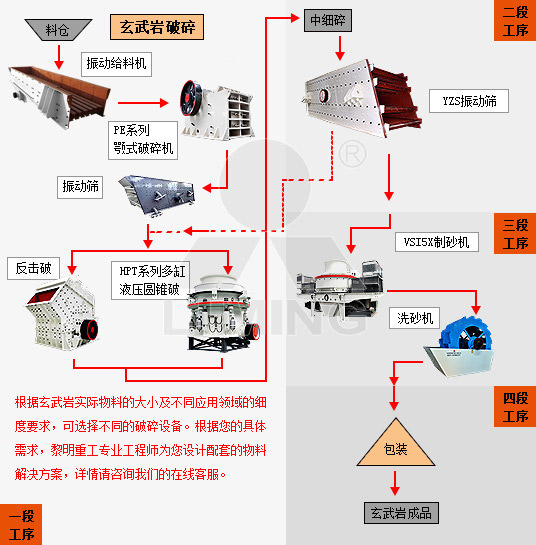 玄武岩破碎
料仓
振动给料机
PE系列
颚式破碎机
振动筛
反击破
HPT系列多缸
液压圆锥破
根据玄武岩实际物料的大小及不同应用领域的细
度要求，可选择不同的破碎设备。根据您的具体
需求，黎明重工专业工程师为您设计配套的物料
解决方案，详情请咨询我们的在线客服。
一段
工序
中细碎
二段
工序
YZS振动筛
三段
工序
VSI5X制砂机
洗砂机
四段
工序
包装
玄武岩成品
LIMING
®